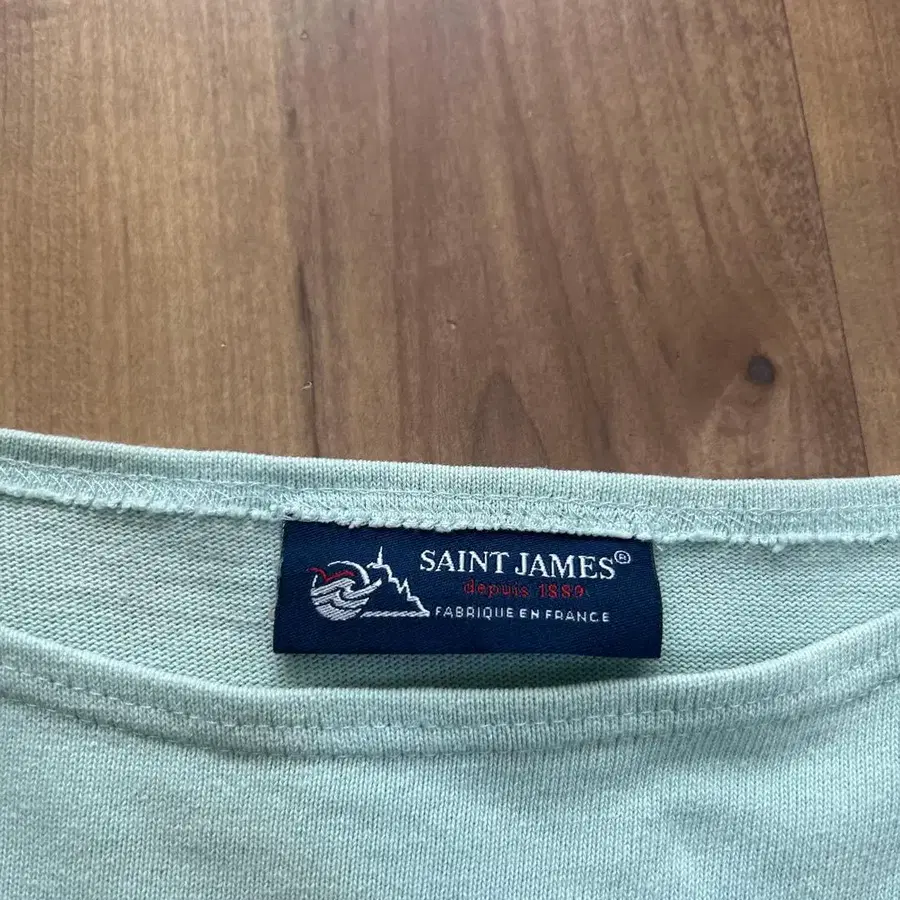 SAINT JAMES®
depuis 1889
FABRIQUE EN FRANCE